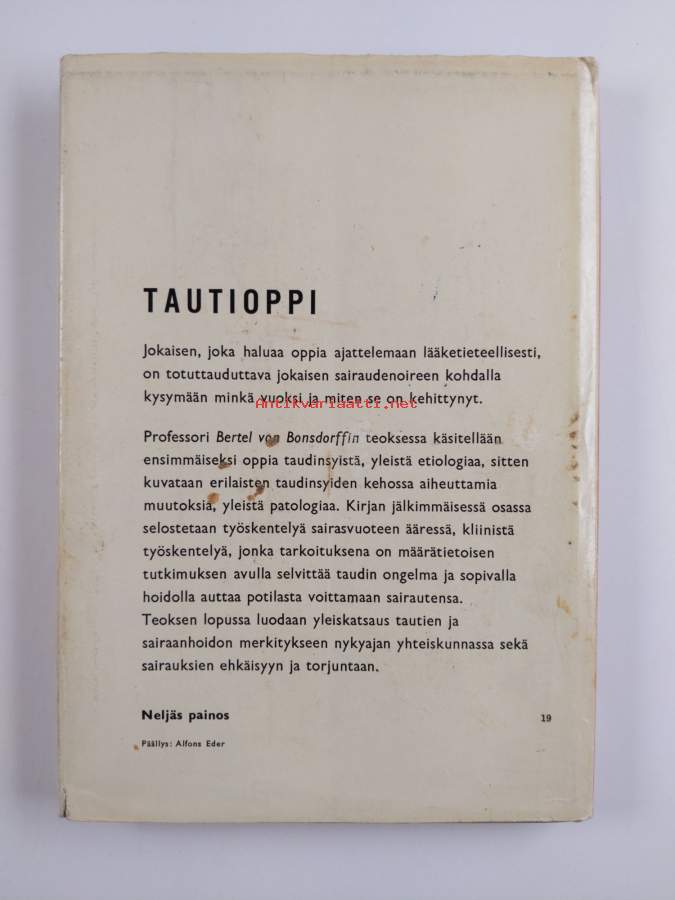 TAUTIOPPI
Jokaisen, joka haluaa oppia ajattelemaan lääketieteellisesti,
on totuttauduttava jokaisen sairaudenoireen kohdalla
kysymään minkä vuoksi ja miten se on kehittynyt.
Antikvariaatti.net
Professori Bertel von Bonsdorffin teoksessa käsitellään
ensimmäiseksi oppia taudinsyistä, yleistä etiologiaa, sitten
kuvataan erilaisten taudinsyiden kehossa aiheuttamia
muutoksia, yleistä patologiaa. Kirjan jälkimmäisessä osassa
selostetaan työskentelyä sairasvuoteen ääressä, kliinistä
työskentelyä, jonka tarkoituksena on määrätietoisen
tutkimuksen avulla selvittää taudin ongelma ja sopivalla
hoidolla auttaa potilasta voittamaan sairautensa.
Teoksen lopussa luodaan yleiskatsaus tautien ja
sairaanhoidon merkitykseen nykyajan yhteiskunnassa sekä
sairauksien ehkäisyyn ja torjuntaan.
Neljäs painos 19
Päällys: Alfons Eder